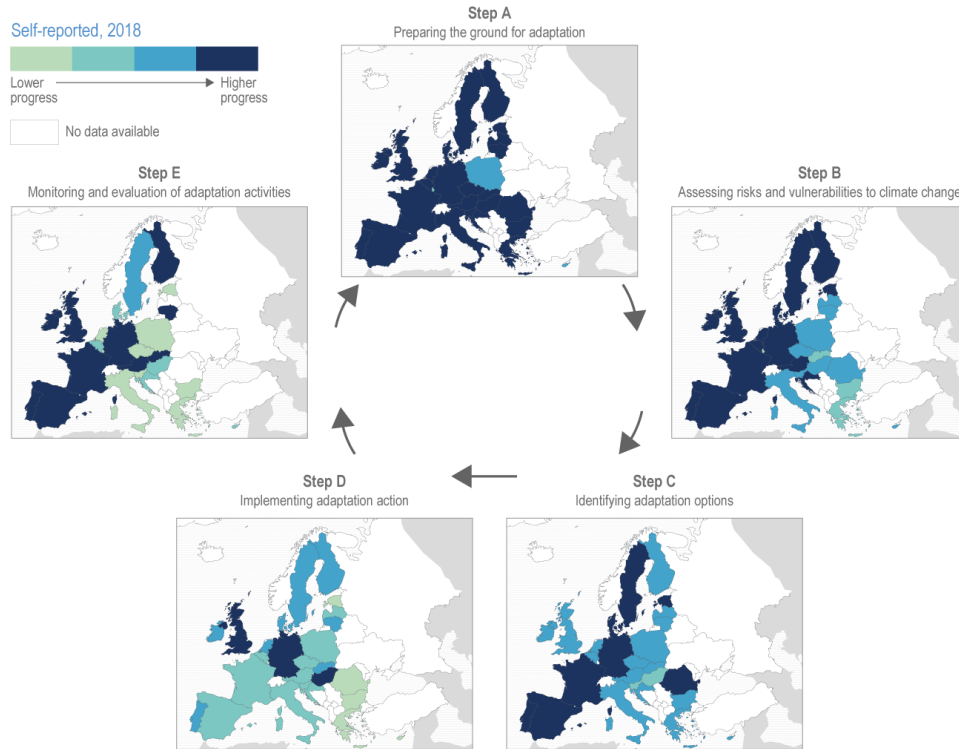 Self-reported, 2018
Lower progress
Higher progress
No data available
Step A
Preparing the ground for adaptation
Step B
Assessing risks and vulnerabilities to climate change
Step C
Identifying adaptation options
Step D
Implementing adaptation action
Step E
Monitoring and evaluation of adaptation activities